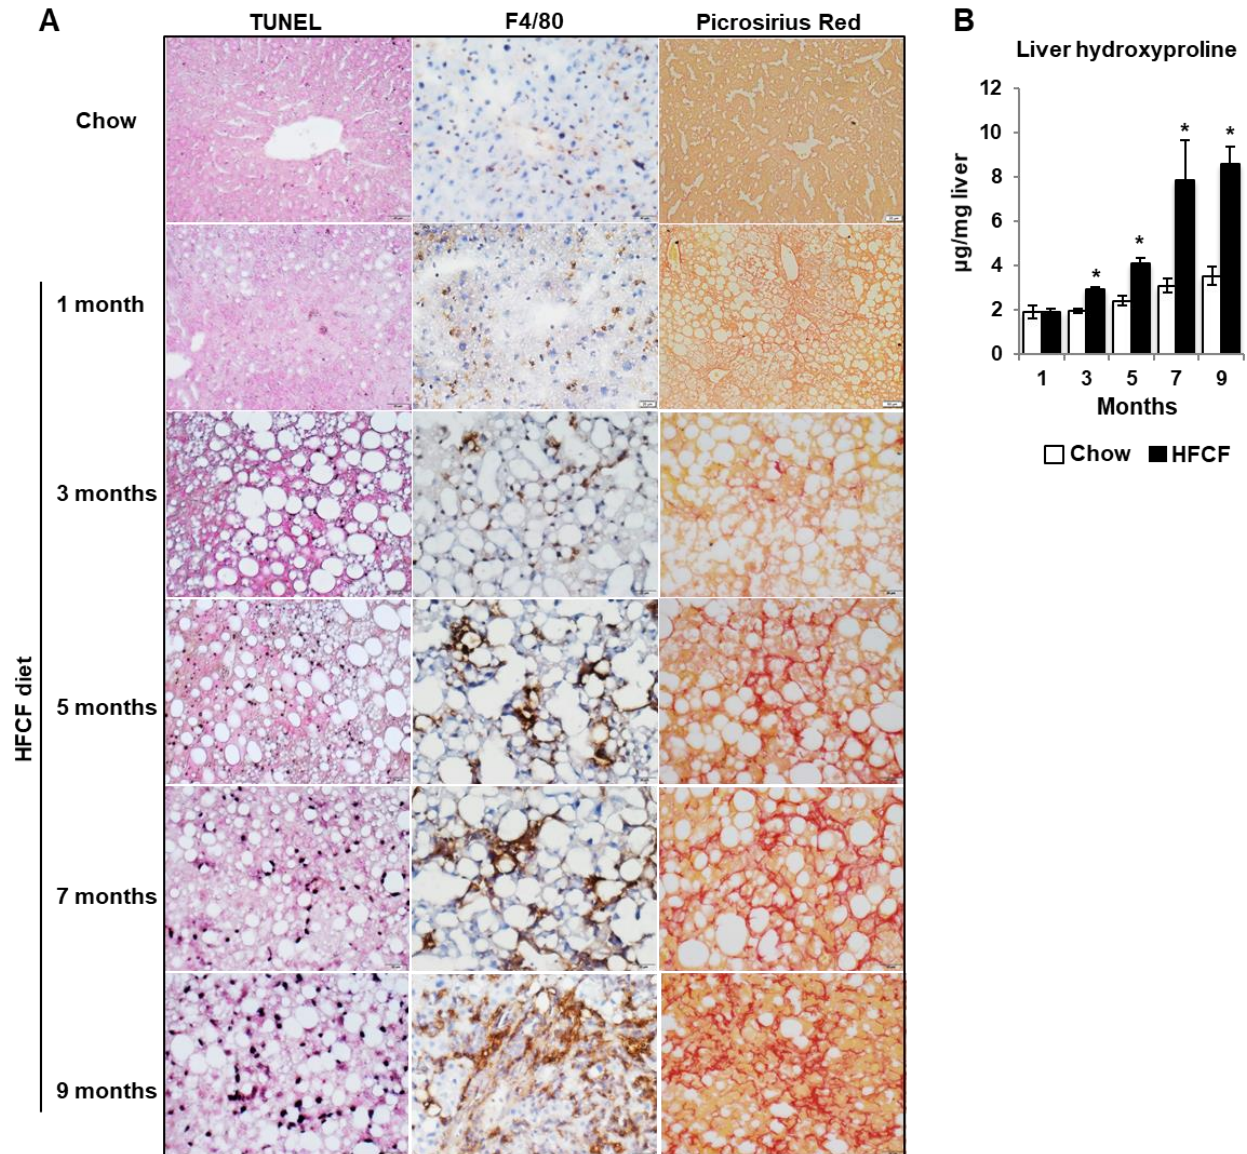 A
TUNEL
F4/80
Picrosirius Red
Chow
1 month
3 months
5 months
7 months
9 months
HFCF diet
B
Liver hydroxyproline
µg/mg liver
12
10
8
6
4
2
0
*
*
*
*
1 3 5 7 9
Months
Chow HFCF